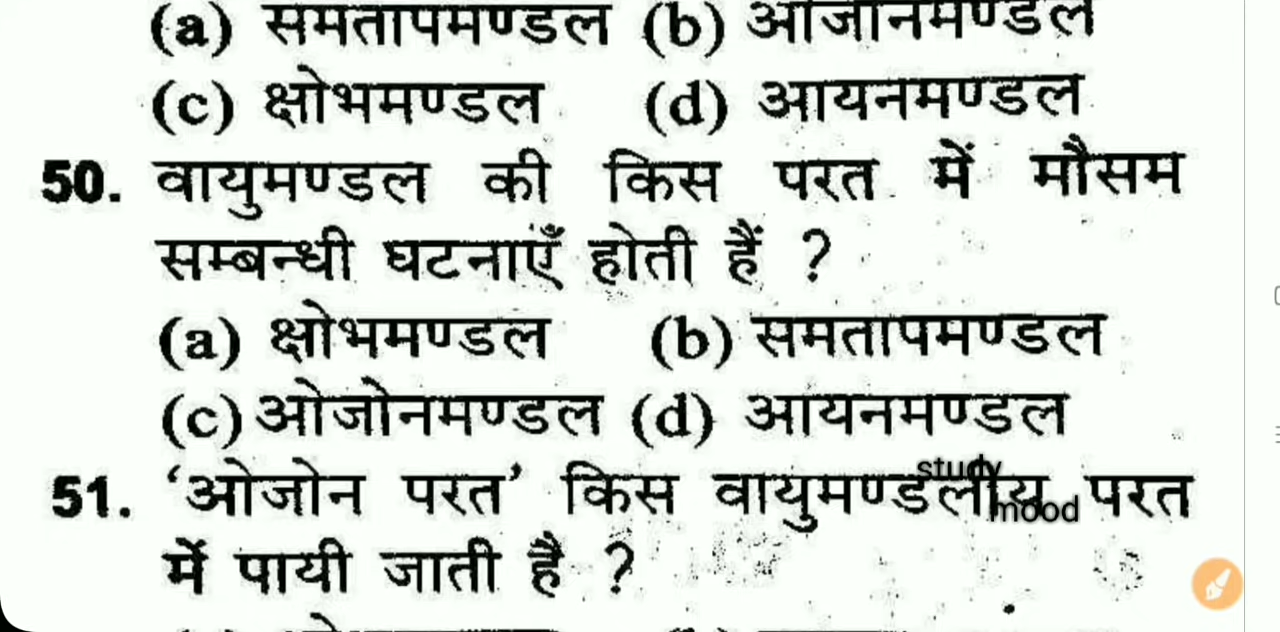 (a) समतापमण्डल (b) ओजोनमण्डल
(c) क्षोभमण्डल (d) आयनमण्डल
50. वायुमण्डल की किस परत में मौसम
सम्बन्धी घटनाएँ होती हैं ?
(a) क्षोभमण्डल (b) समतापमण्डल
(c) ओजोनमण्डल (d) आयनमण्डल
51. ‘ओजोन परत’ किस वायुमण्डलीय परत
में पायी जाती है ?
study
mood